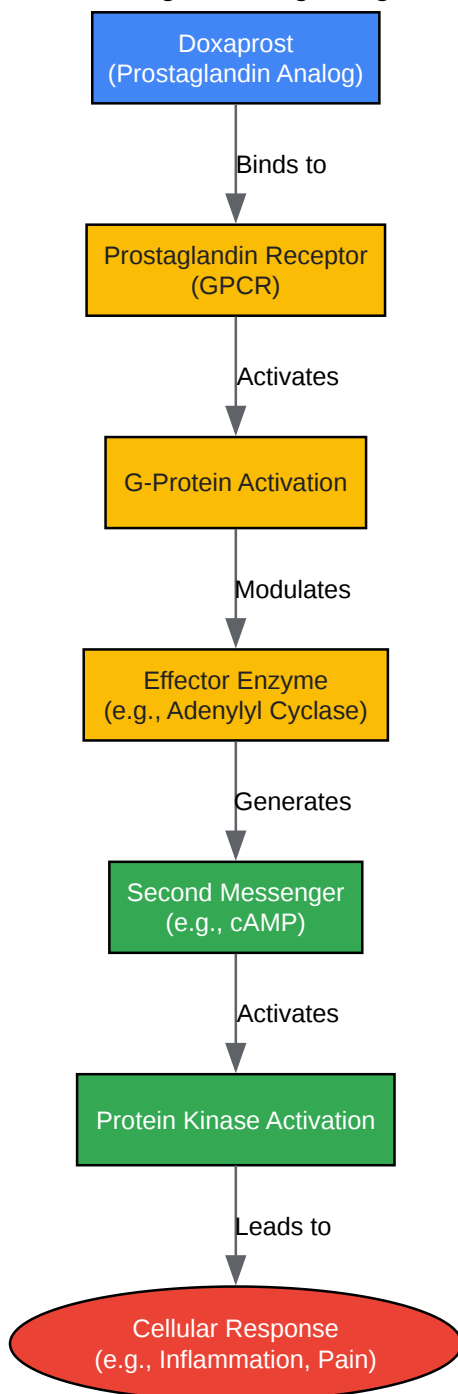 Doxaprost
(Prostaglandin Analog)
Binds to
Prostaglandin Receptor
(GPCR)
Activates
G-Protein Activation
Modulates
Effector Enzyme
(e.g., Adenylyl Cyclase)
Generates
Second Messenger
(e.g., cAMP)
Activates
Protein Kinase Activation
Leads to
Cellular Response
(e.g., Inflammation, Pain)